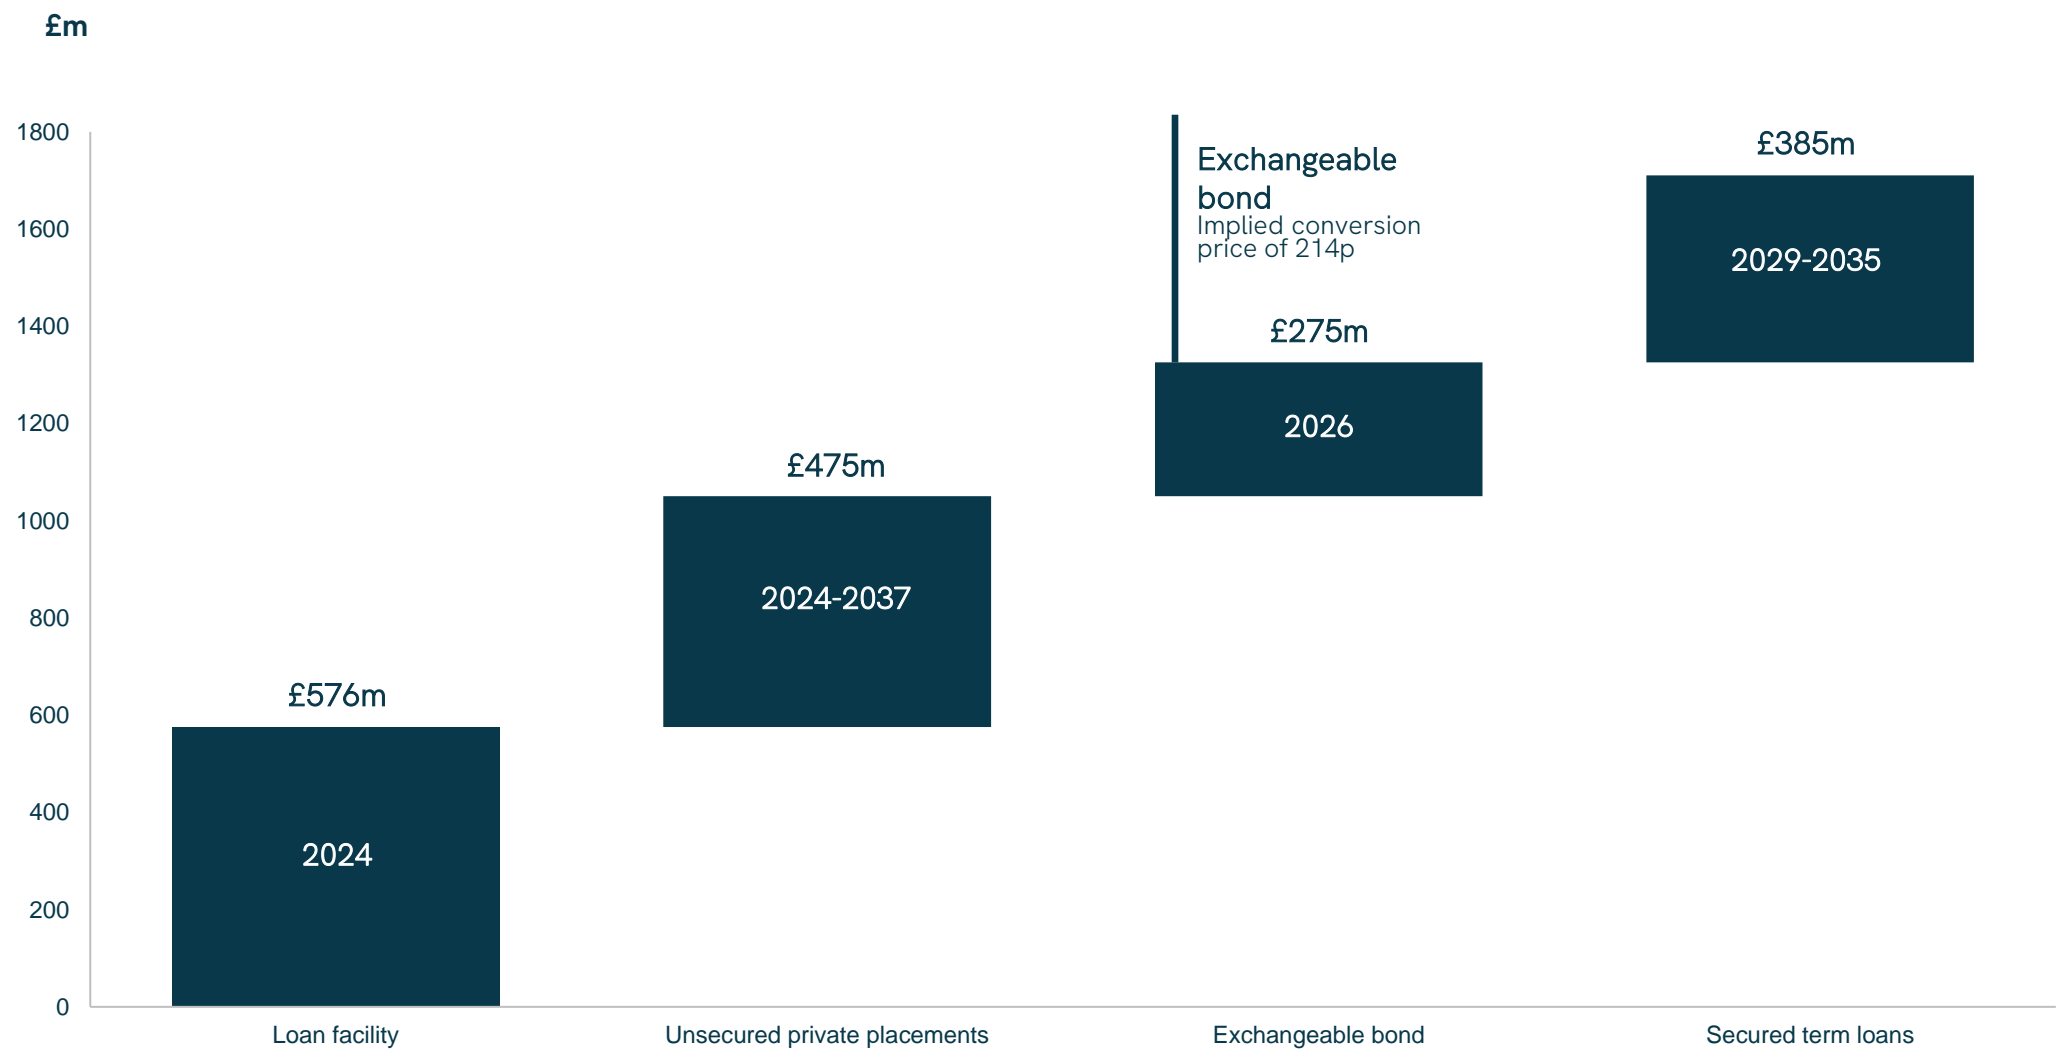 £m
1800
1600
1400
1200
1000
800
600
400
200
0
£576m
2024
£475m
2024-2037
Exchangeable
bond
Implied conversion
price of 214p
£275m
2026
£385m
2029-2035
Loan facility
Unsecured private placements
Exchangeable bond
Secured term loans